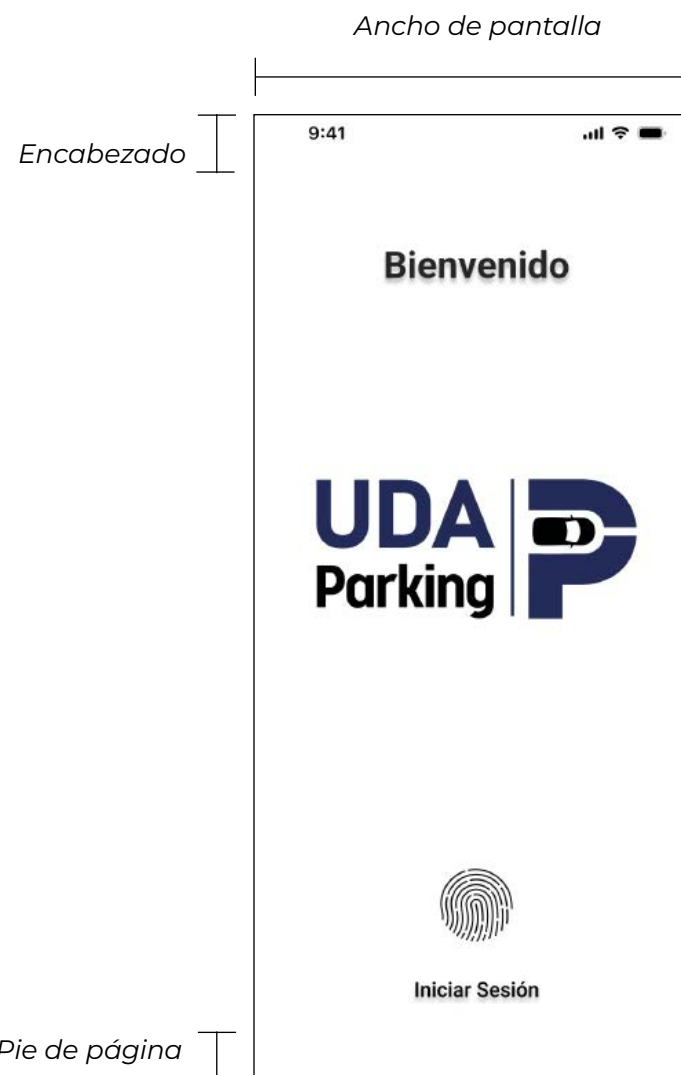 Ancho de pantalla
Encabezado
9:41
Bienvenido
UDA
Parking
Iniciar Sesión
Pie de página